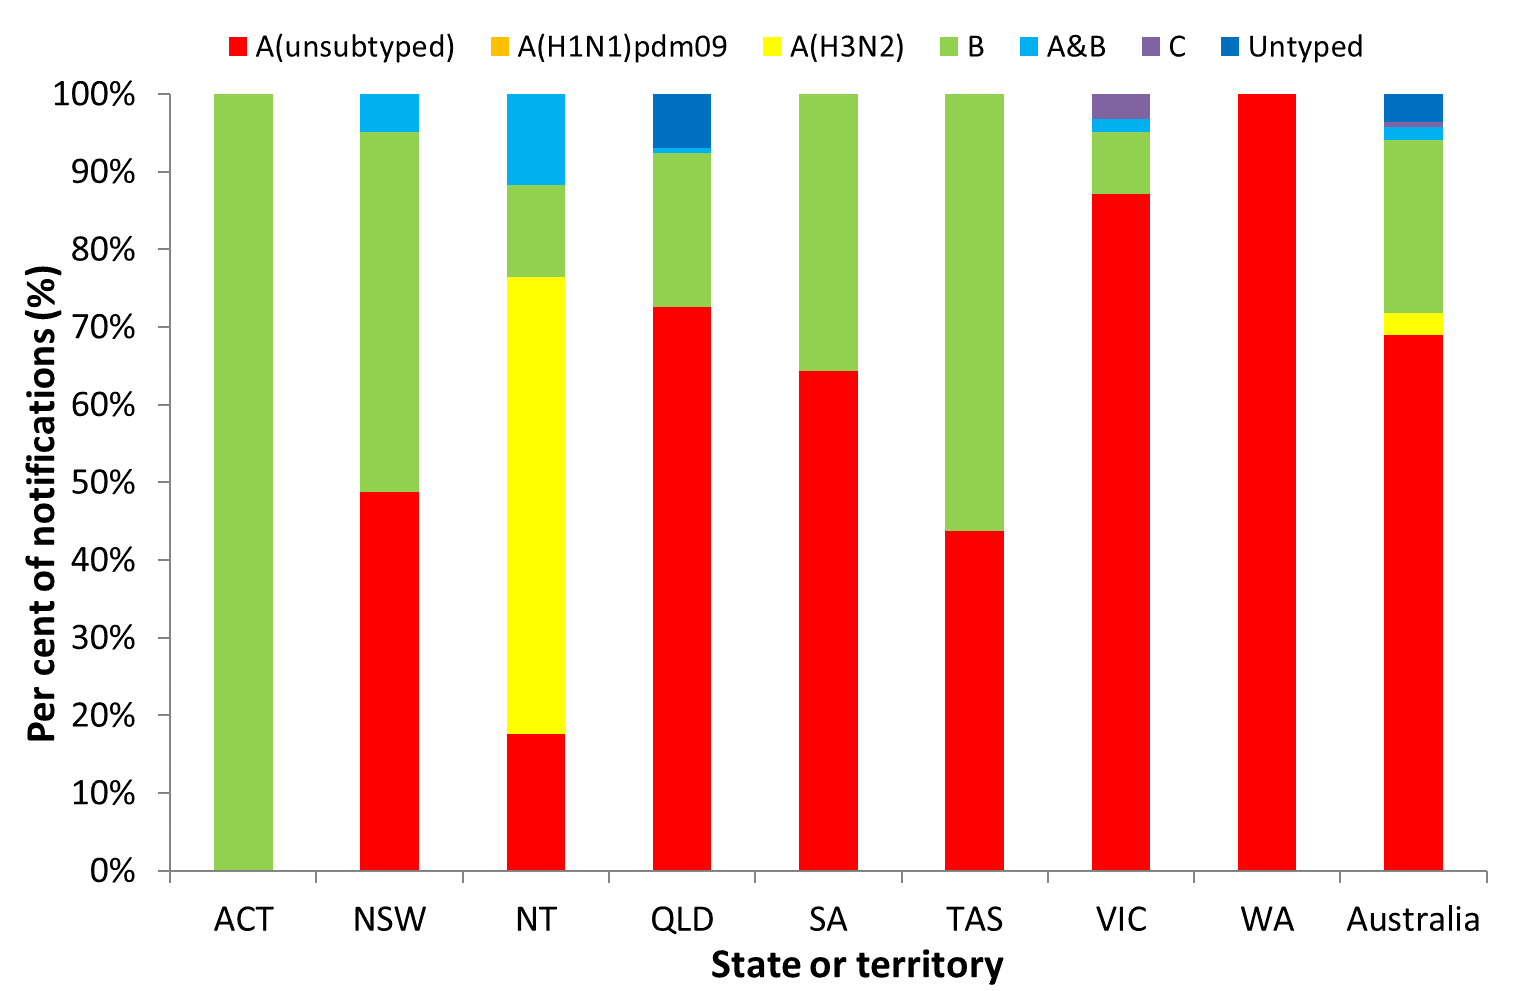 A(unsubtyped) A(H1N1)pdm09 A(H3N2) B A&B C Untyped
100%
90%
80%
70%
60%
50%
40%
30%
20%
10%
0%
Per cent of notifications (%)
ACT NSW NT QLD SA TAS VIC WA Australia
State or territory